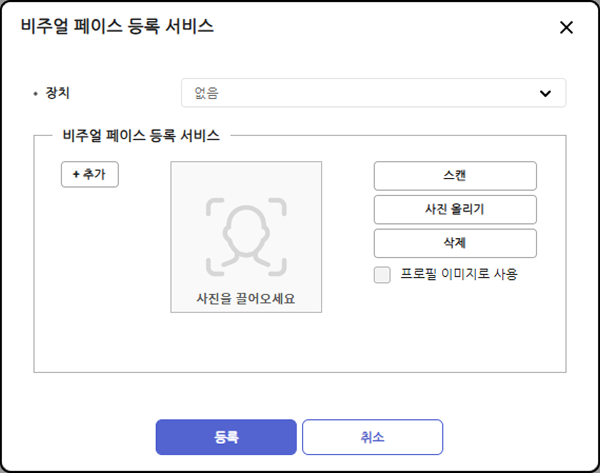 비주얼 페이스 등록 서비스
장치
없음
비주얼 페이스 등록 서비스
+ 추가
사진을 끌어오세요
스캔
사진 올리기
삭제
프로필 이미지로 사용
등록
취소